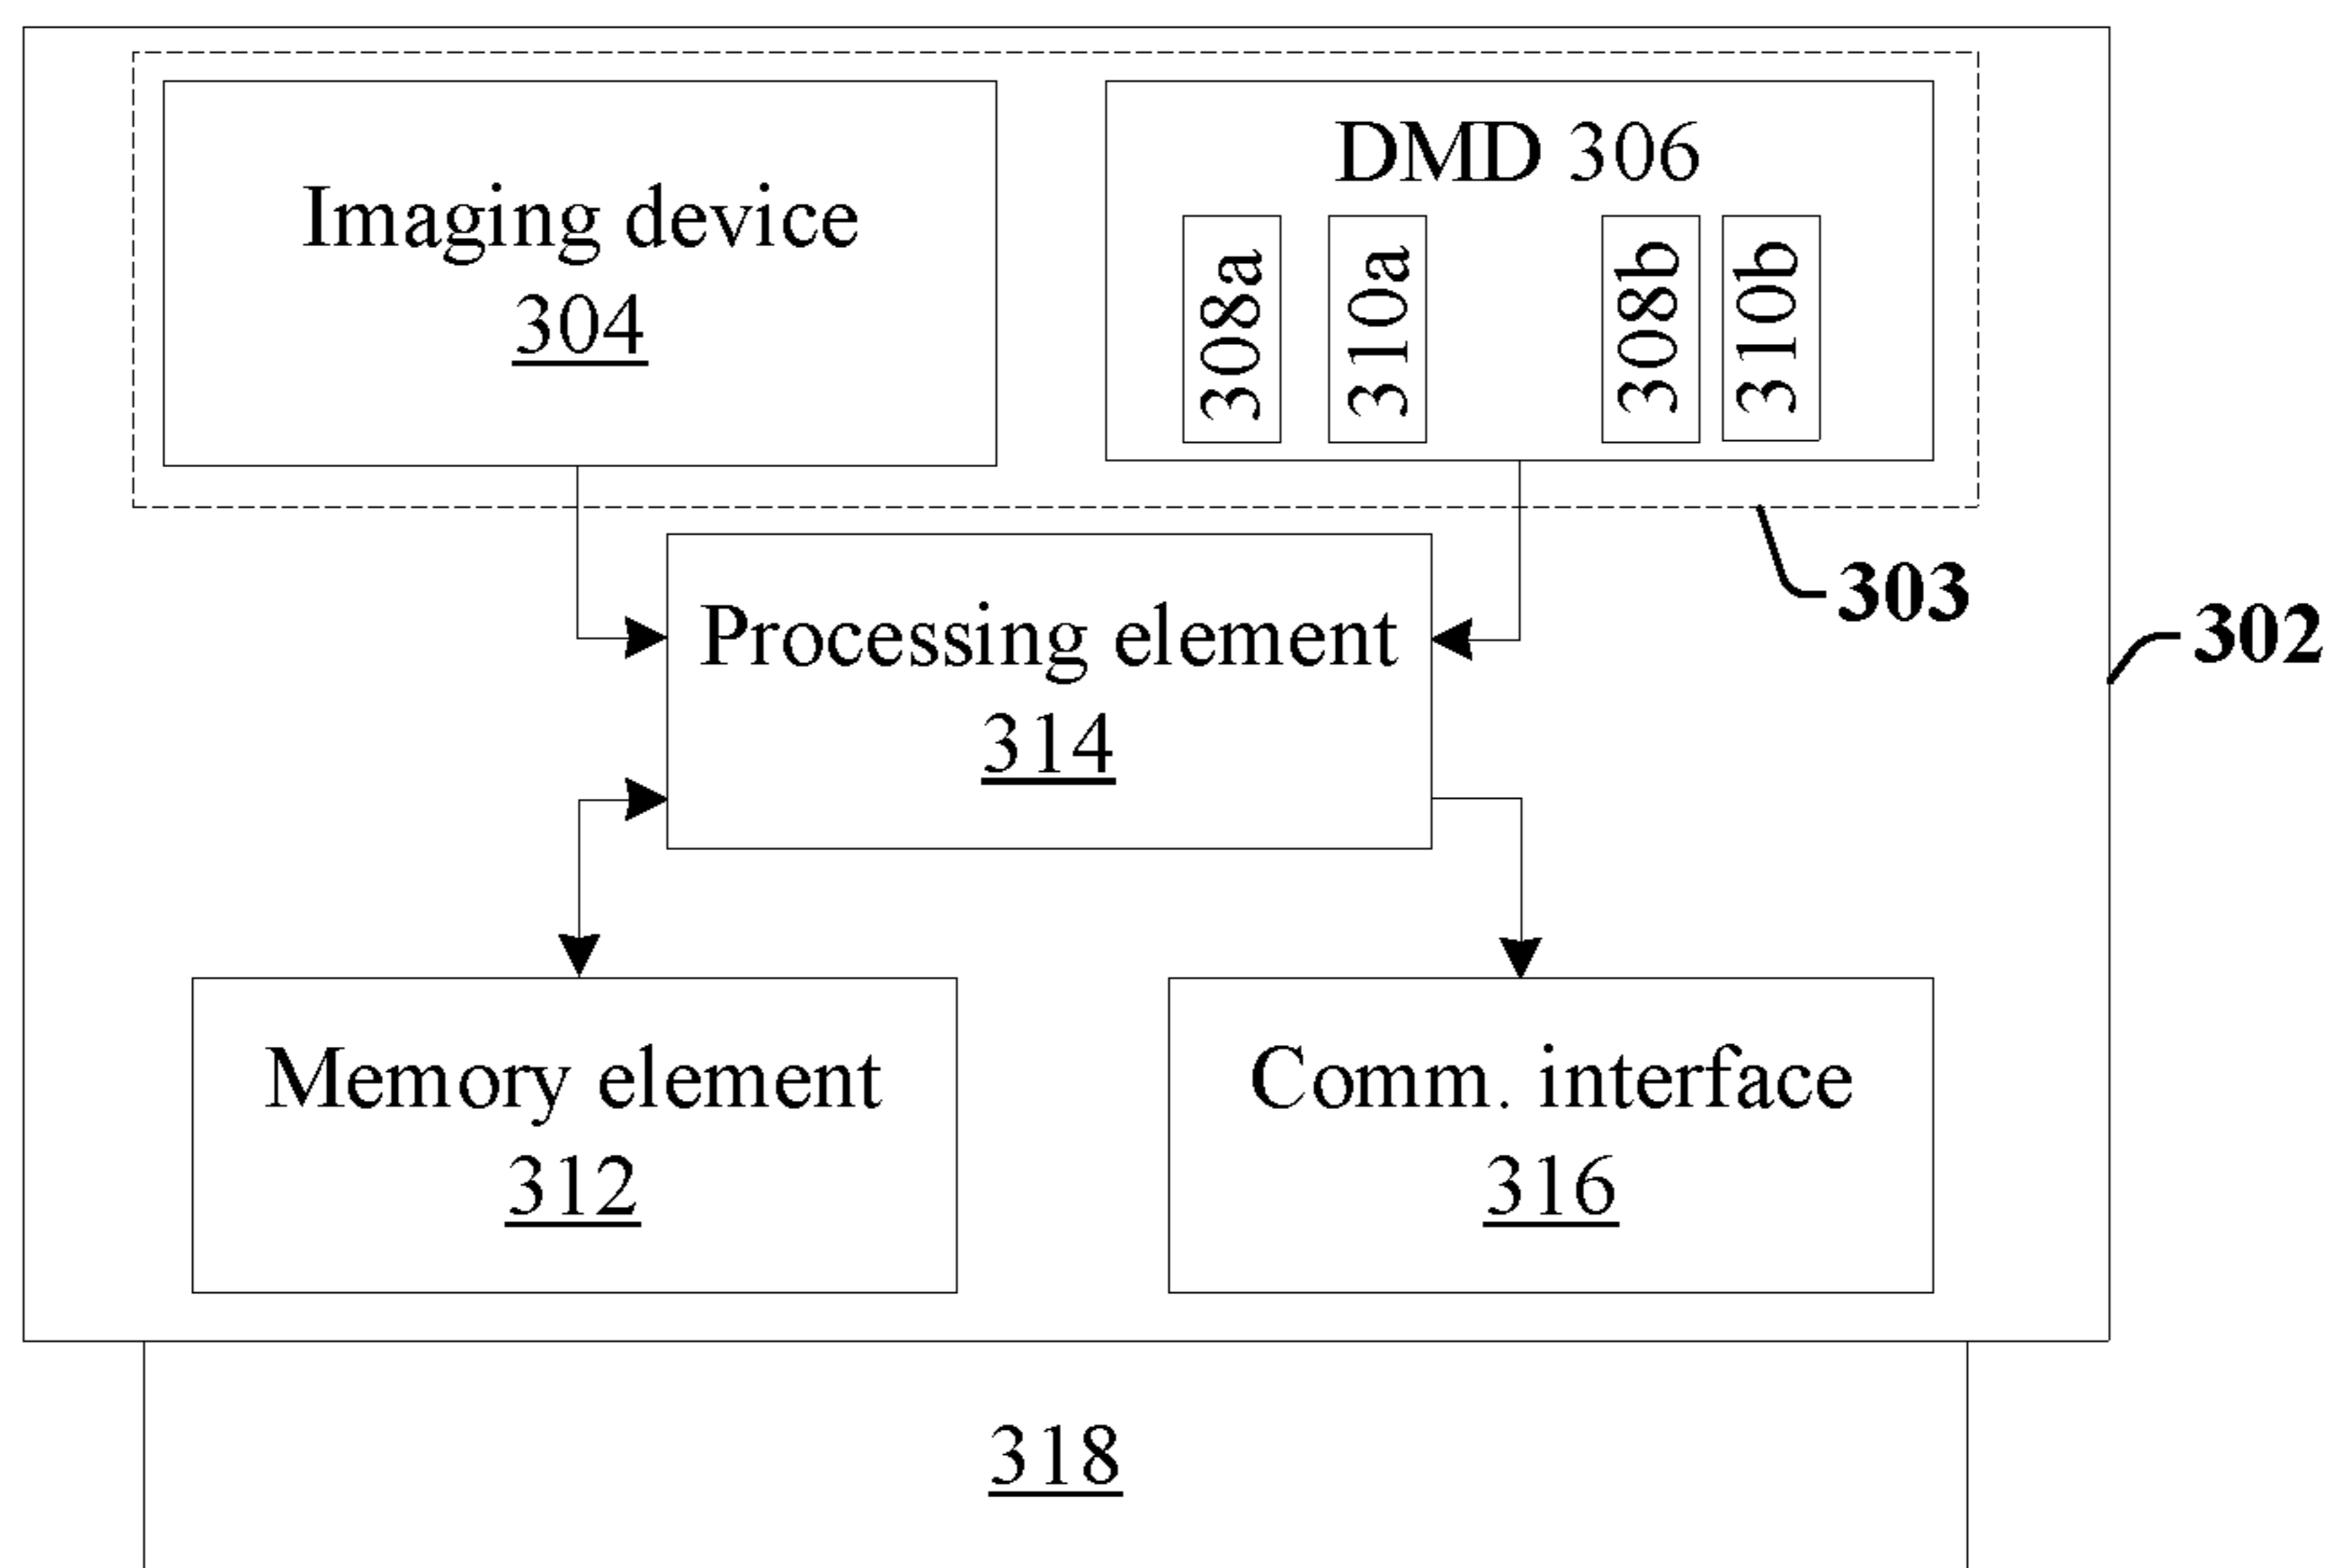 Imaging device
304
DMD 306
308a
310a
308b
310b
303
302
Processing element
314
Memory element
312
Comm. interface
316
318